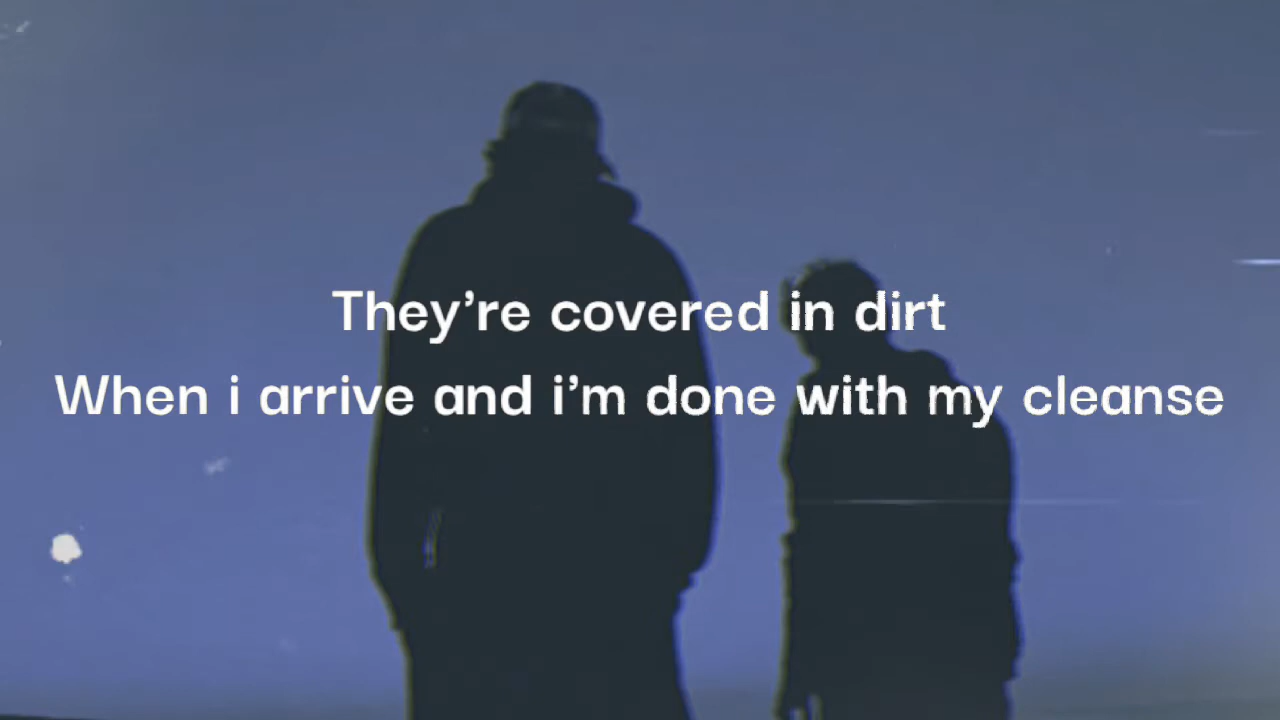 They’re covered in dirt
When i arrive and i’m done with my cleanse